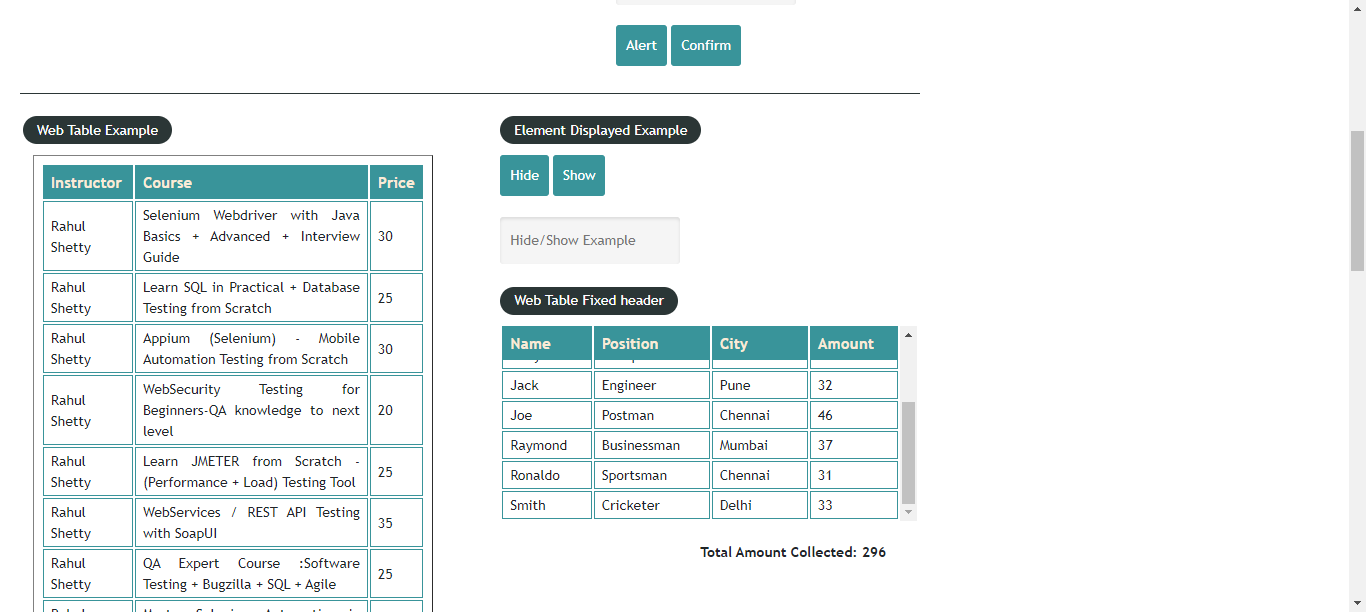 Alert Confirm
Web Table Example
Instructor Course Price
Rahul Shetty Selenium Webdriver with Java Basics + Advanced + Interview Guide 30
Rahul Shetty Learn SQL in Practical + Database Testing from Scratch 25
Rahul Shetty Appium (Selenium) - Mobile Automation Testing from Scratch 30
Rahul Shetty WebSecurity Testing for Beginners-QA knowledge to next level 20
Rahul Shetty Learn JMETER from Scratch - (Performance + Load) Testing Tool 25
Rahul Shetty WebServices / REST API Testing with SoapUI 35
Rahul Shetty QA Expert Course :Software Testing + Bugzilla + SQL + Agile 25
Element Displayed Example
Hide Show
Hide/Show Example
Web Table Fixed header
Name Position City Amount
Jack Engineer Pune 32
Joe Postman Chennai 46
Raymond Businessman Mumbai 37
Ronaldo Sportsman Chennai 31
Smith Cricketer Delhi 33
Total Amount Collected: 296